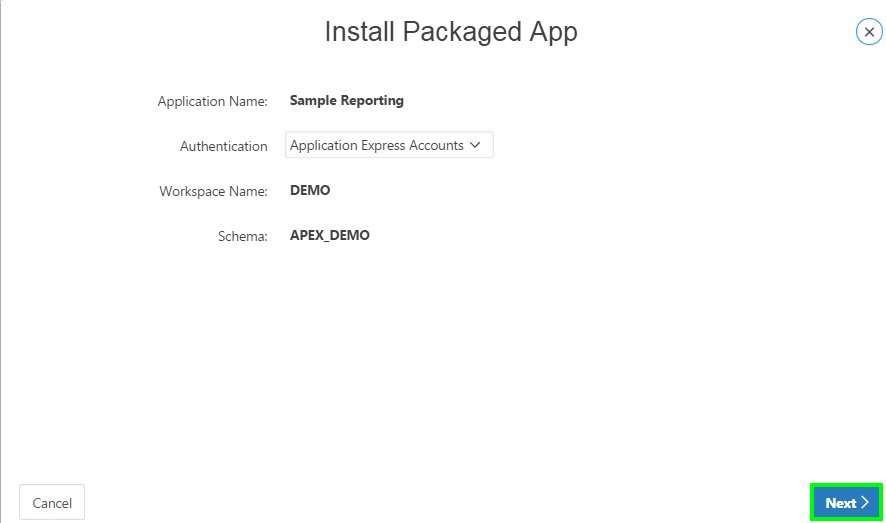 Install Packaged App
Application Name: Sample Reporting
Authentication Application Express Accounts
Workspace Name: DEMO
Schema: APEX_DEMO
Cancel Next